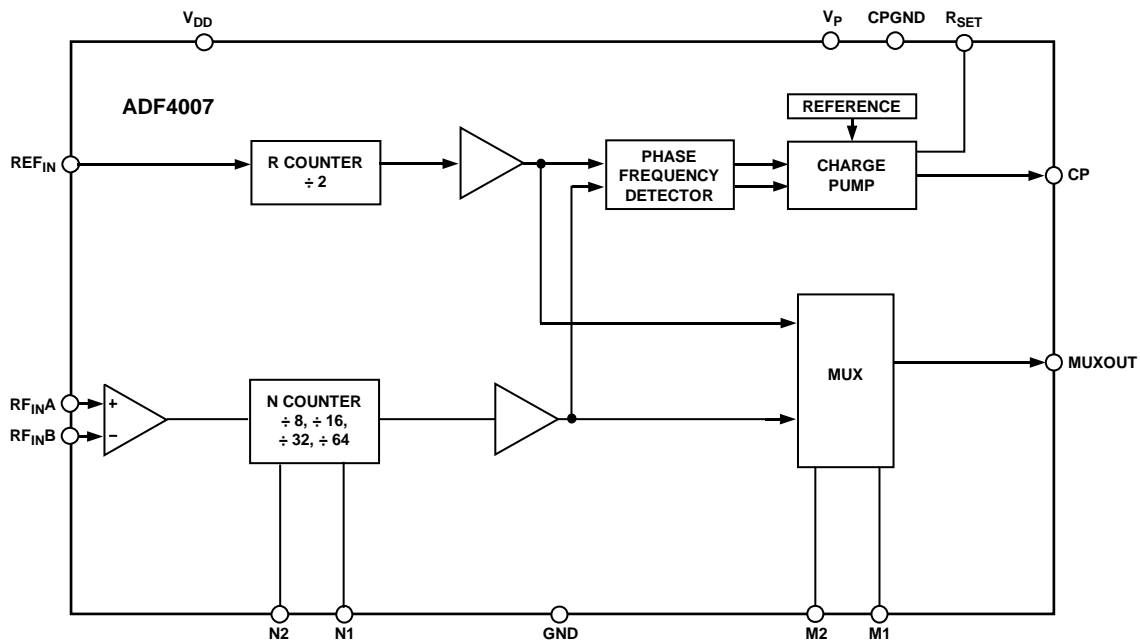 VDD
VP
CPGND
RSET
ADF4007
REFERENCE
REFIN
R COUNTER
÷ 2
PHASE
FREQUENCY
DETECTOR
CHARGE
PUMP
CP
MUX
MUXOUT
RFINA
+
RFINB
−
N COUNTER
÷ 8, ÷ 16,
÷ 32, ÷ 64
N2
N1
GND
M2
M1